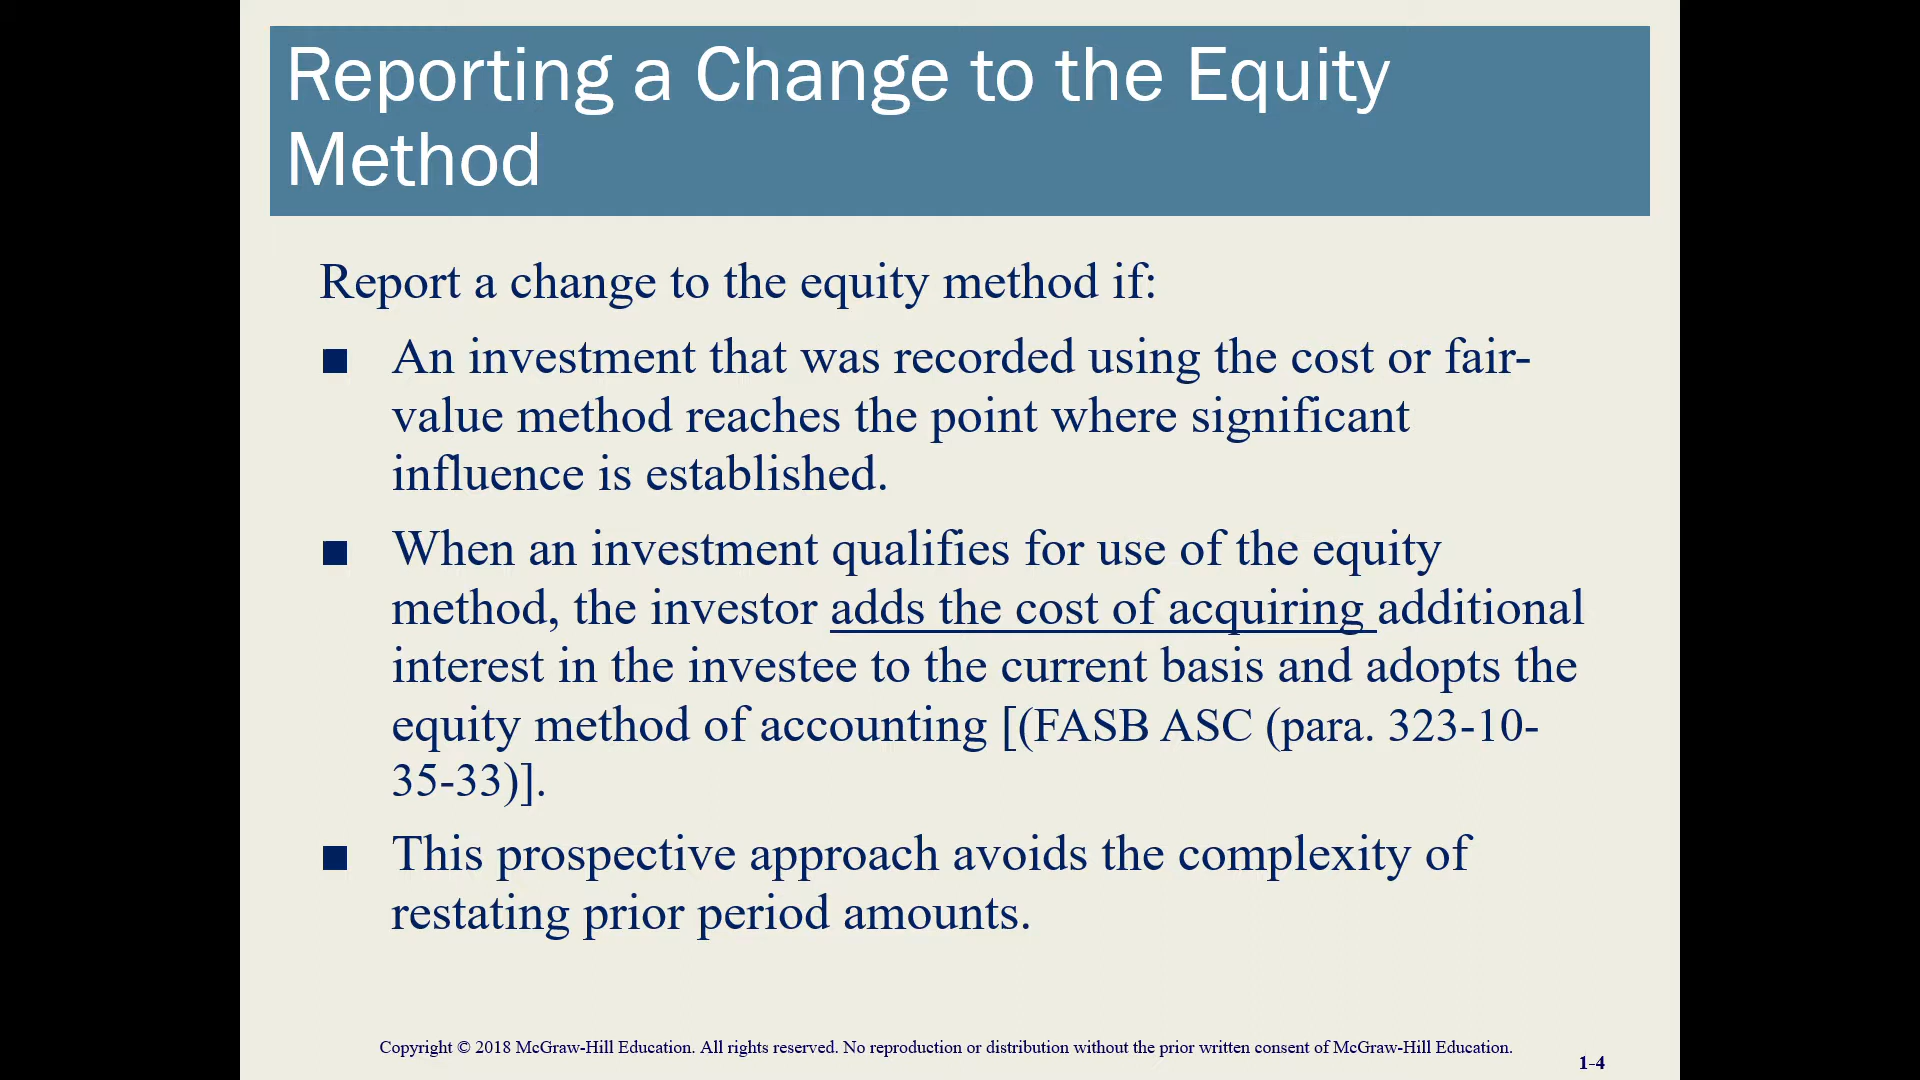 Reporting a Change to the Equity
Method
Report a change to the equity method if:
■ An investment that was recorded using the cost or fair-
value method reaches the point where significant
influence is established.
■ When an investment qualifies for use of the equity
method, the investor adds the cost of acquiring additional
interest in the investee to the current basis and adopts the
equity method of accounting [(FASB ASC (para. 323-10-
35-33)].
■ This prospective approach avoids the complexity of
restating prior period amounts.
Copyright © 2018 McGraw-Hill Education. All rights reserved. No reproduction or distribution without the prior written consent of McGraw-Hill Education.
1-4